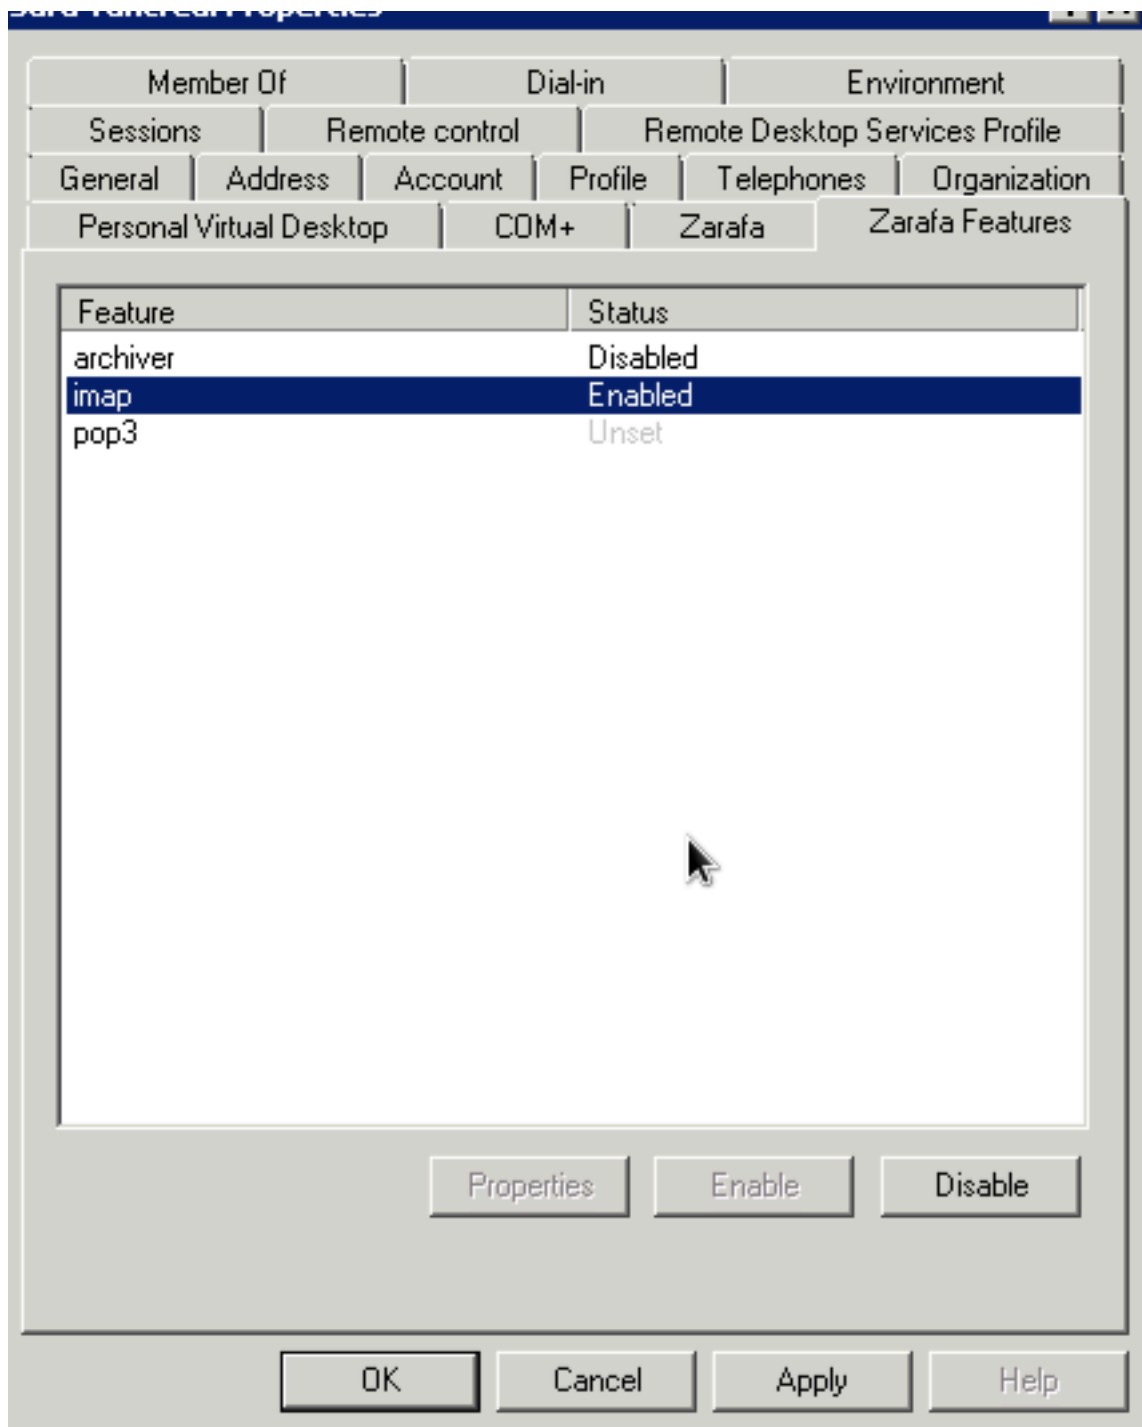 Properties
Member Of Dial-in Environment
Sessions Remote control Remote Desktop Services Profile
General Address Account Profile Telephones Organization
Personal Virtual Desktop COM+ Zarafa Zarafa Features
Feature Status
archiver Disabled
imap Enabled
pop3 Unset
Properties Enable Disable
OK Cancel Apply Help